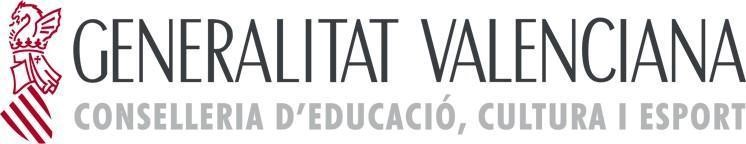 GENERALITAT VALENCIANA
CONSELLERIA D'EDUCACIÓ, CULTURA I ESPORT